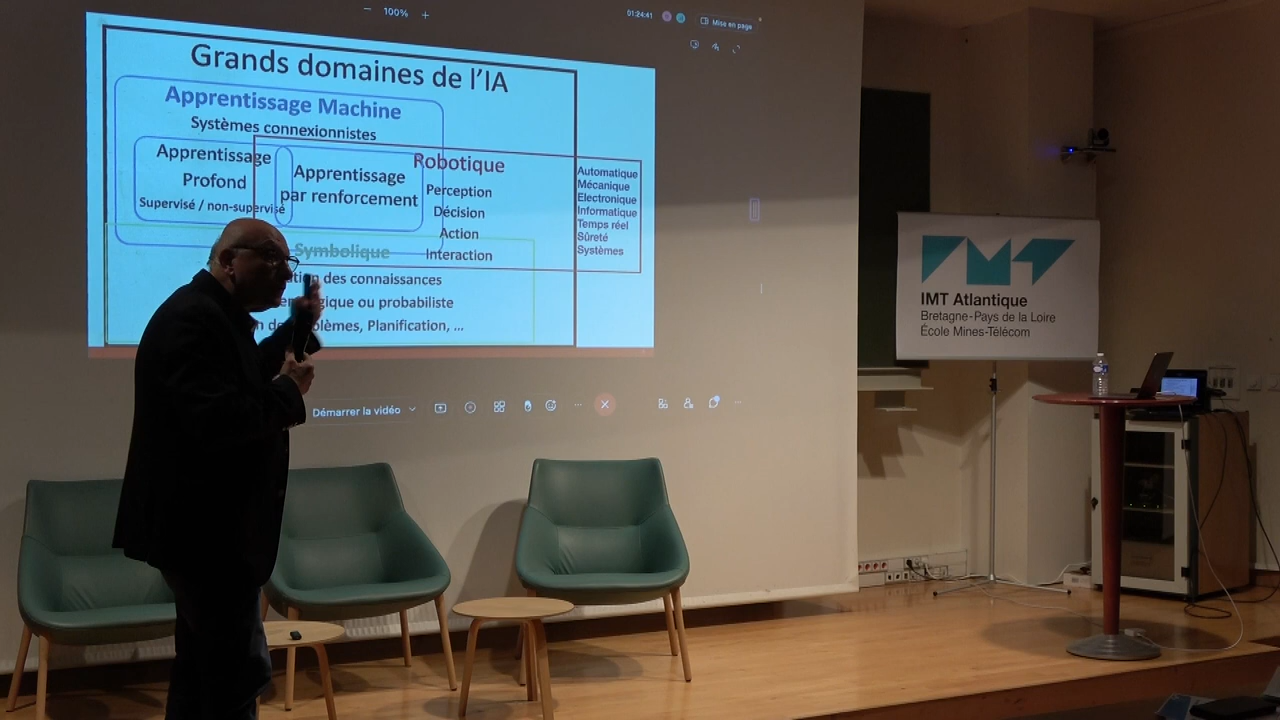 100%
01:24:41
Mise en page
Grands domaines de l'IA
Apprentissage Machine
Systèmes connexionnistes
Apprentissage
Profond
Supervisé / non-supervisé
Apprentissage
par renforcement
Robotique
Perception
Décision
Action
Interaction
Automatique
Mécanique
Electronique
Informatique
Temps réel
Sûreté
Systèmes
Symbolique
des connaissances
ou probabiliste
Planification, ...
Démarrer la vidéo
IMT Atlantique
Bretagne-Pays de la Loire
École Mines-Télécom